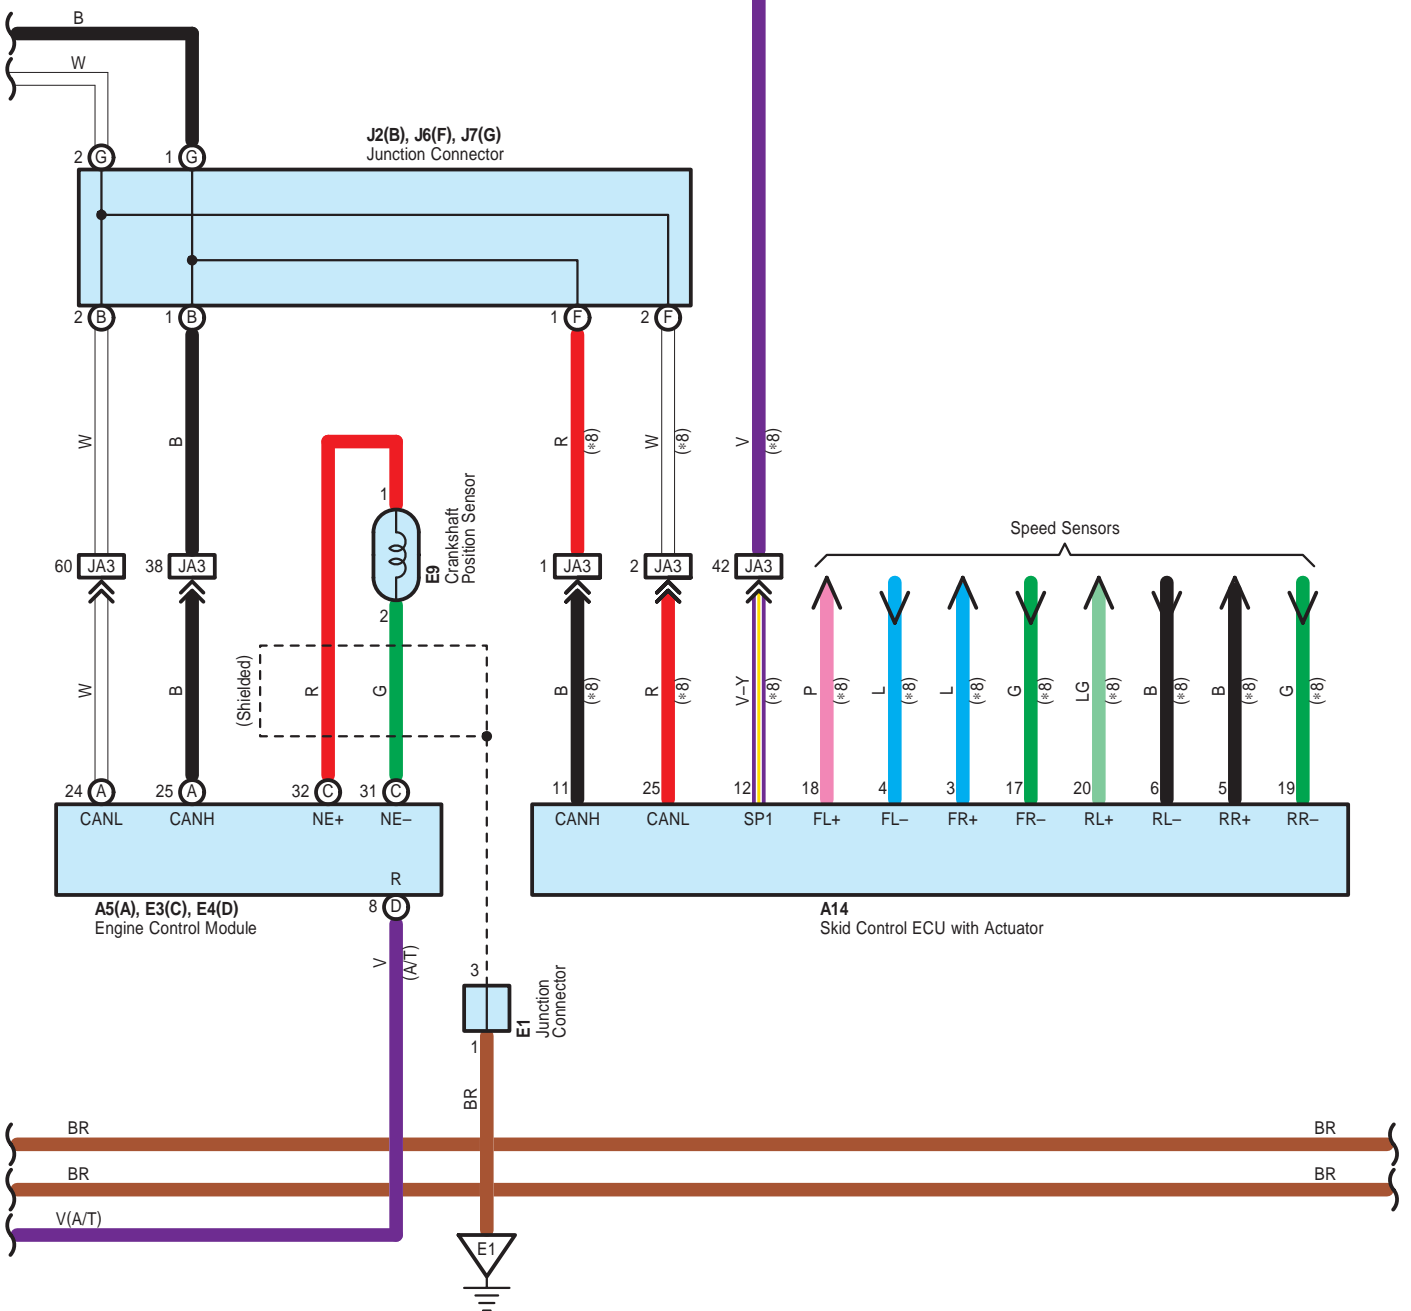 B
W
J2(B), J6(F), J7(G)
Junction Connector
2 G
1 G
2 B
1 B
1 F
2 F
W
B
R
(*8)
W
(*8)
V
(*8)
1
E9
Crankshaft
Position Sensor
2
Speed Sensors
60 JA3
38 JA3
1 JA3
2 JA3
42 JA3
(Shielded)
W
B
R
G
B
(*8)
R
(*8)
V–Y
(*8)
P
(*8)
L
(*8)
L
(*8)
G
(*8)
LG
(*8)
B
(*8)
B
(*8)
G
(*8)
24 A
25 A
32 C
31 C
11
25
12
18
4
3
17
20
6
5
19
CANL
CANH
NE+
NE–
CANH
CANL
SP1
FL+
FL–
FR+
FR–
RL+
RL–
RR+
RR–
R
A5(A), E3(C), E4(D)
Engine Control Module
8 D
A14
Skid Control ECU with Actuator
V
(A/T)
3
E1
Junction
Connector
1
BR
BR
BR
BR
BR
V(A/T)
E1